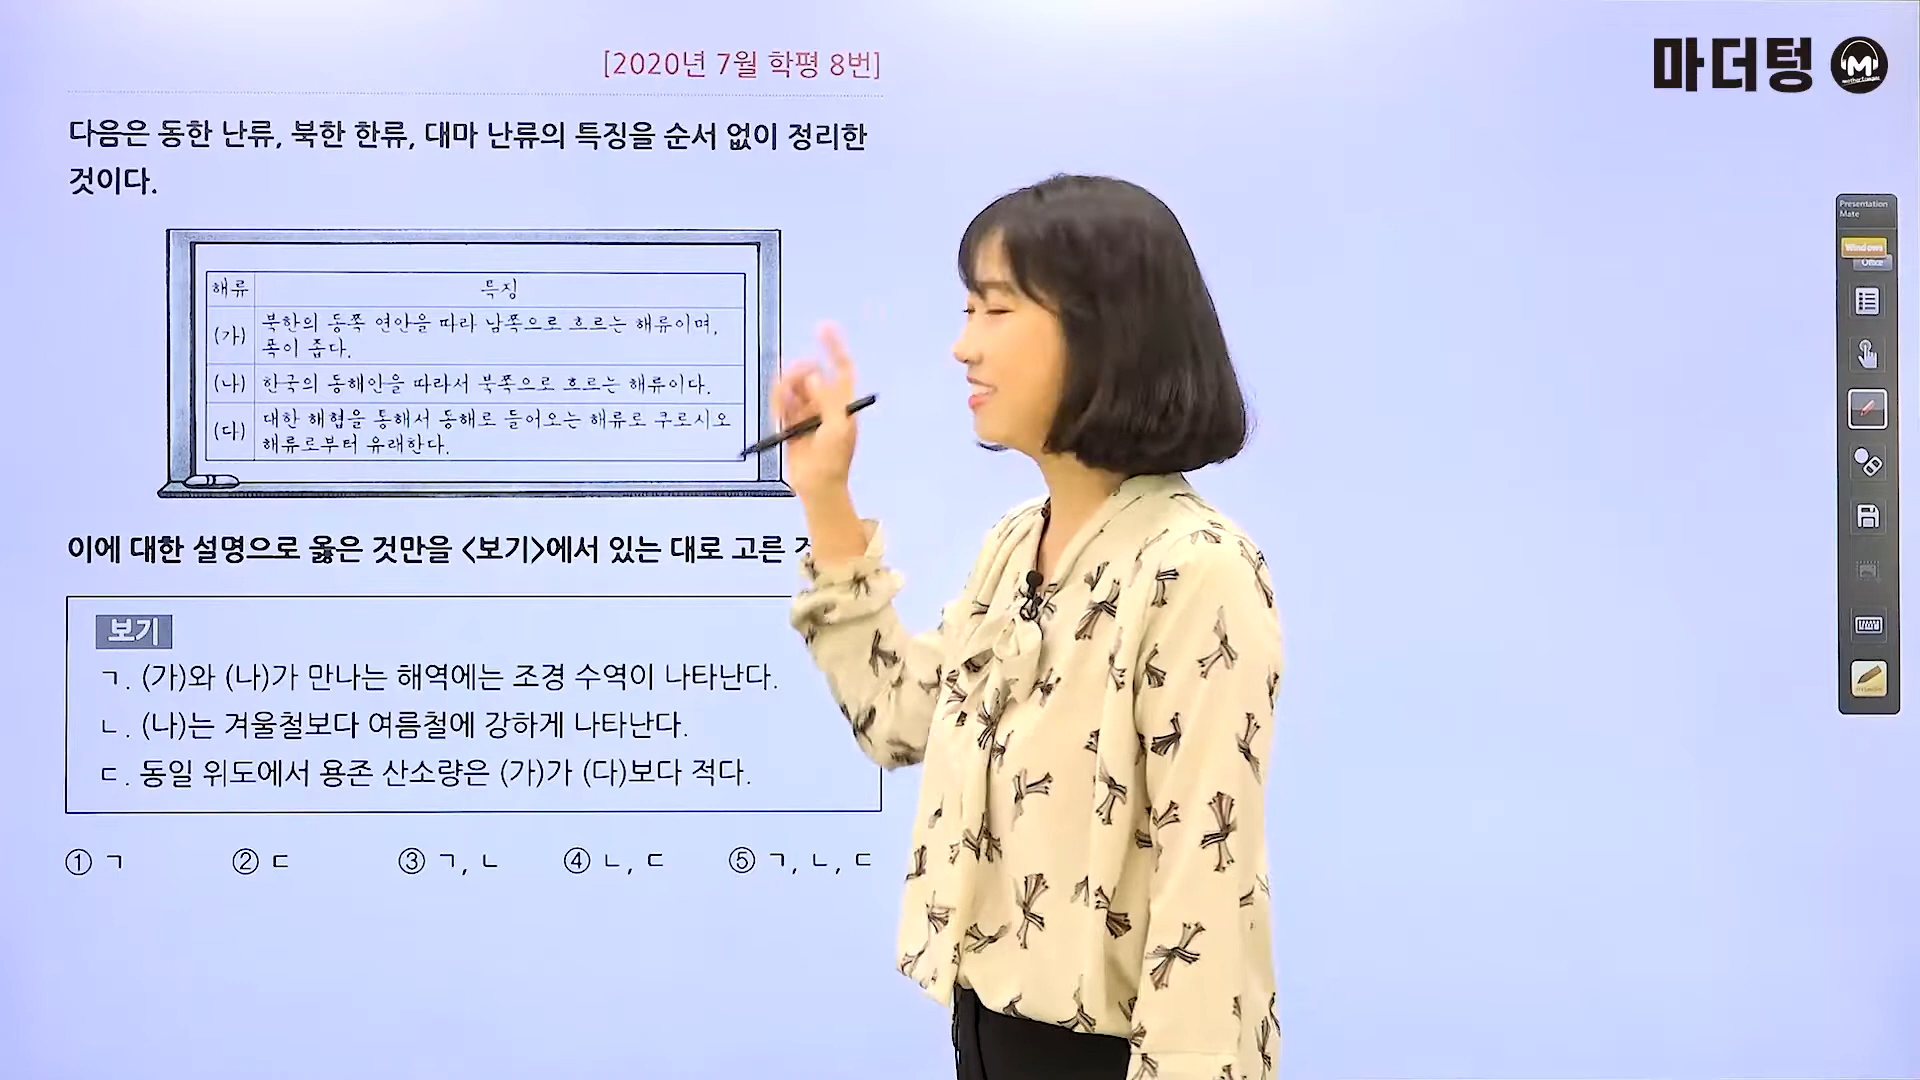 마더텅
[2020년 7월 학평 8번]
다음은 동한 난류, 북한 한류, 대마 난류의 특징을 순서 없이 정리한
것이다.
해류 특징
(가) 북한의 동쪽 연안을 따라 남쪽으로 흐르는 해류이며,
폭이 좁다.
(나) 한국의 동해안을 따라서 북쪽으로 흐르는 해류이다.
(다) 대한 해협을 통해서 동해로 들어오는 해류로 쿠로시오
해류로부터 유래한다.
이에 대한 설명으로 옳은 것만을 <보기>에서 있는 대로 고른
보기
ㄱ. (가)와 (나)가 만나는 해역에는 조경 수역이 나타난다.
ㄴ. (나)는 겨울철보다 여름철에 강하게 나타난다.
ㄷ. 동일 위도에서 용존 산소량은 (가)가 (다)보다 적다.
① ㄱ ② ㄷ ③ ㄱ, ㄴ ④ ㄴ, ㄷ ⑤ ㄱ, ㄴ, ㄷ
Presentation
Mate
Windows
Office